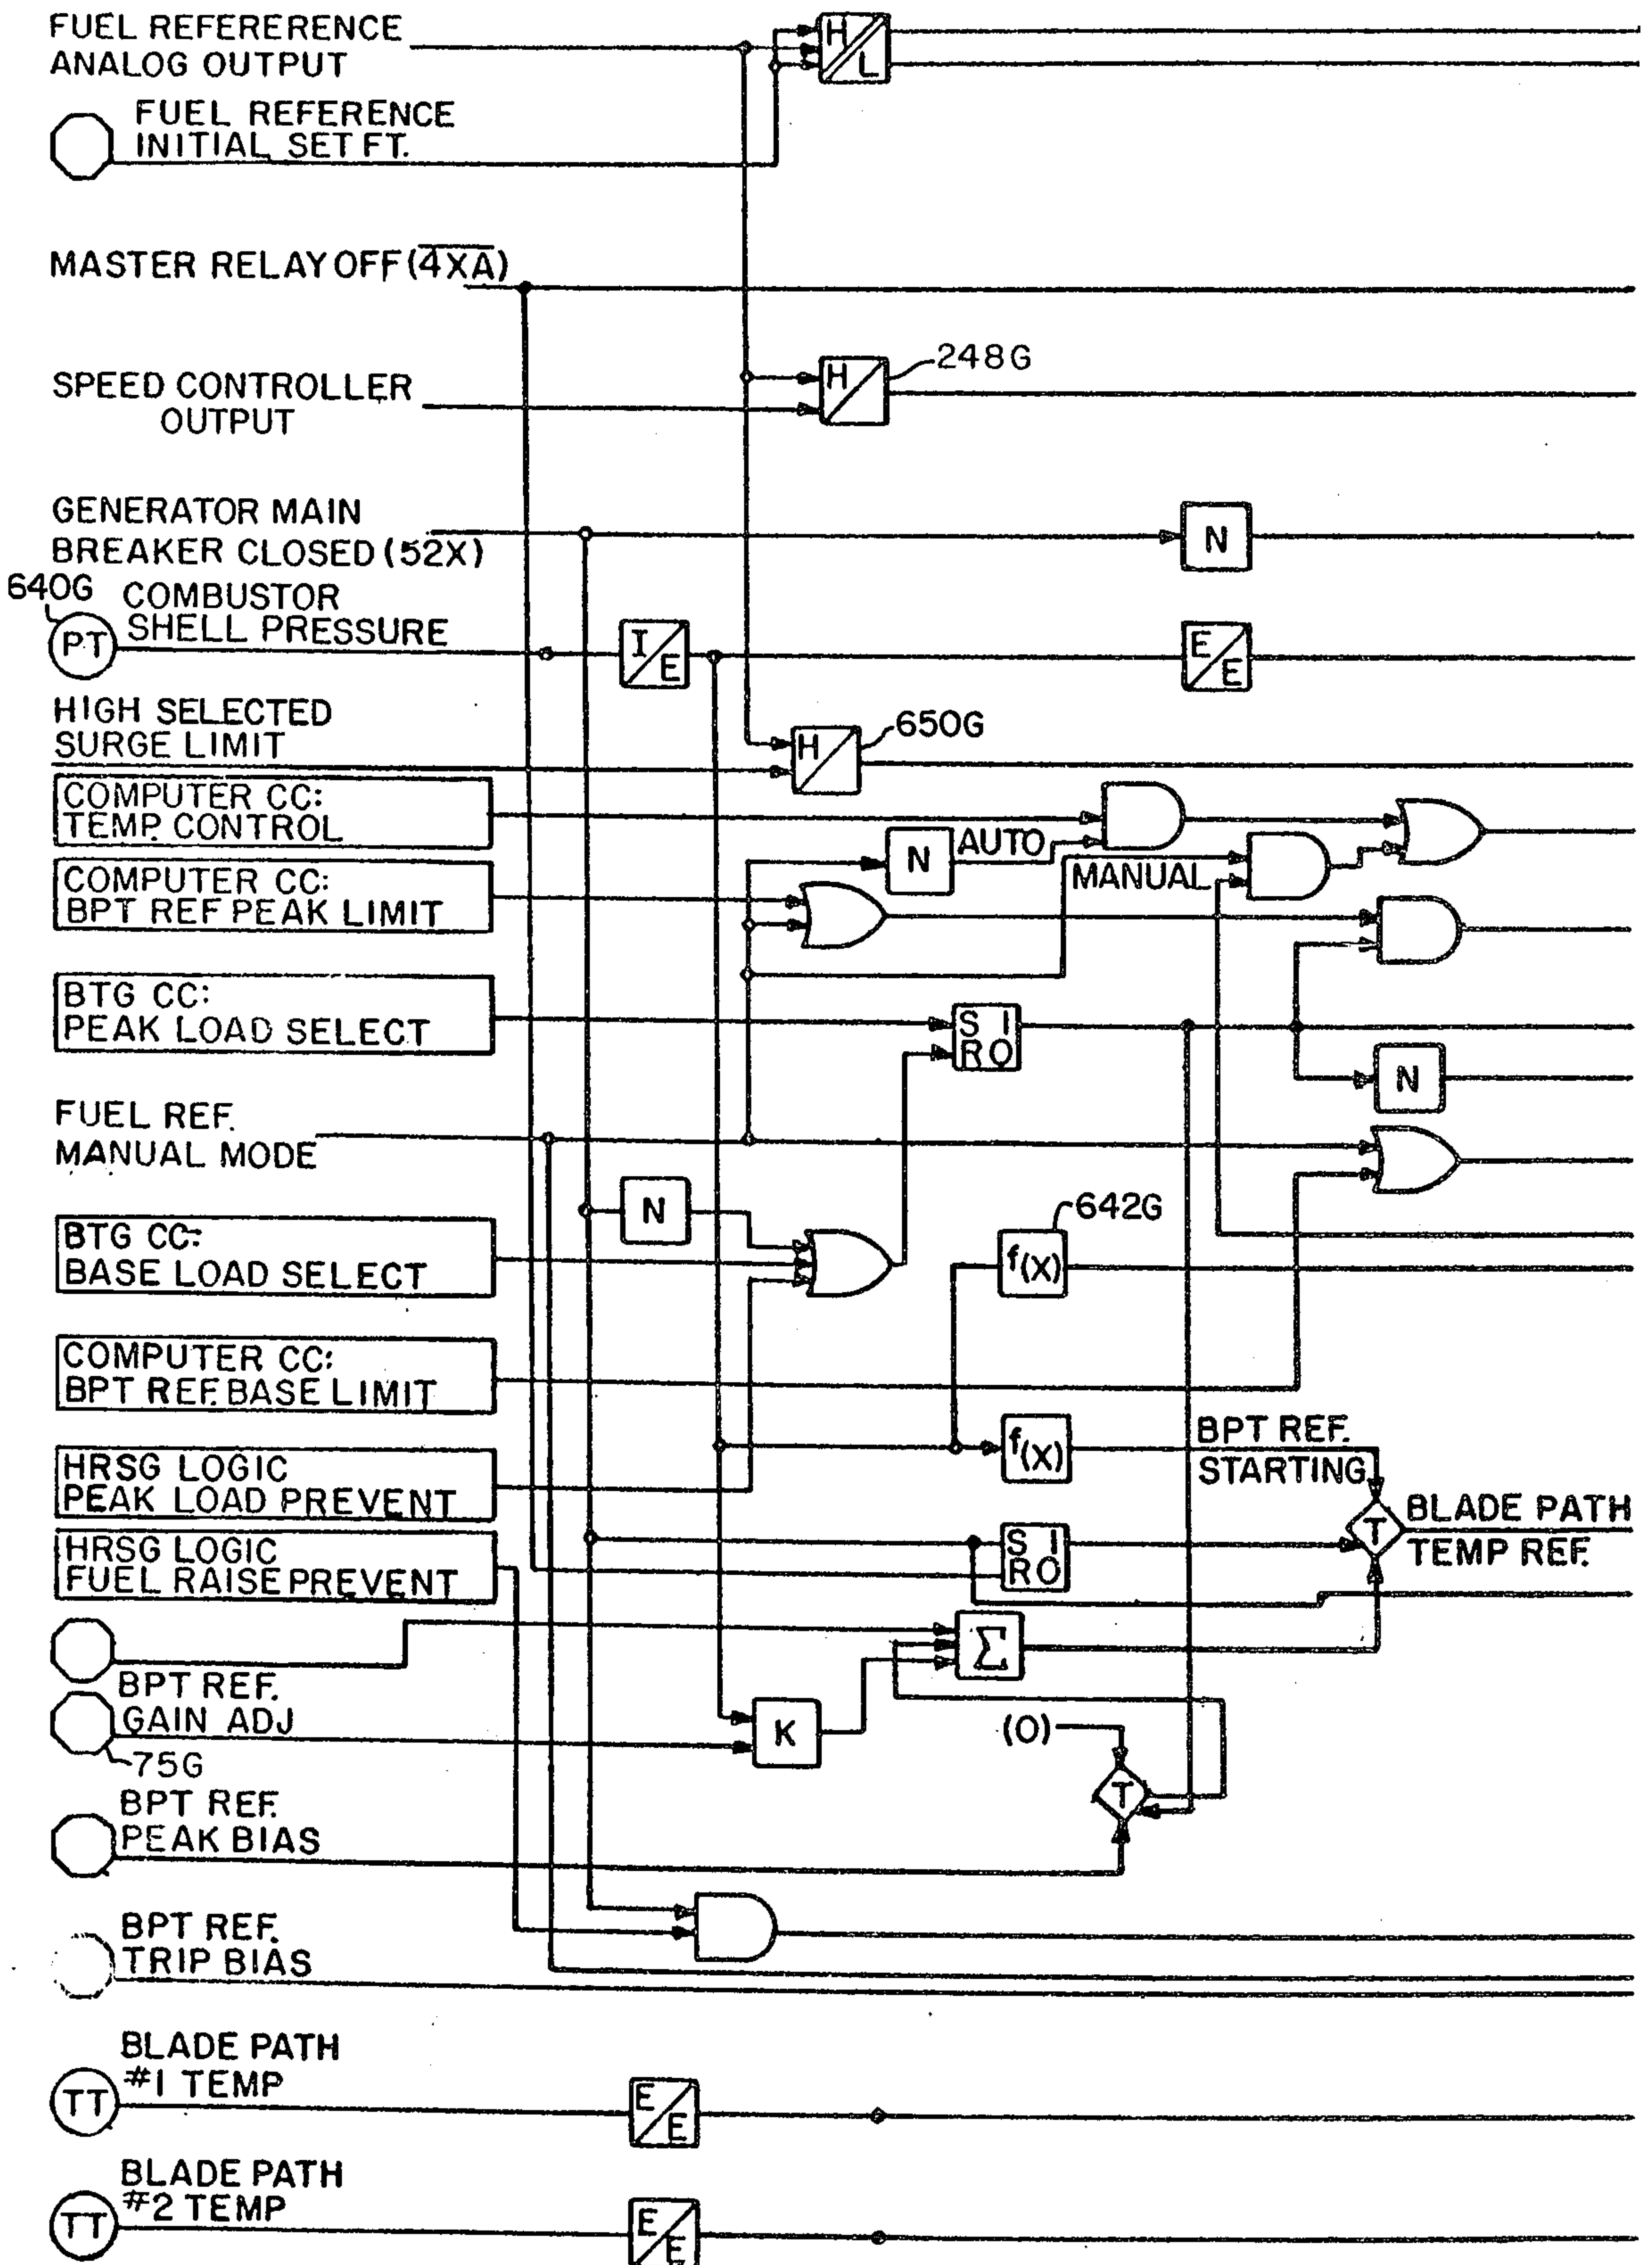 FUEL REFERERENCE
ANALOG OUTPUT
H
L
FUEL REFERENCE
INITIAL SET FT.
MASTER RELAY OFF (4XA)
248G
SPEED CONTROLLER
OUTPUT
H
GENERATOR MAIN
BREAKER CLOSED (52X)
N
640G
COMBUSTOR
SHELL PRESSURE
PT
I
E
E
E
HIGH SELECTED
SURGE LIMIT
H
650G
COMPUTER CC:
TEMP. CONTROL
N
AUTO
MANUAL
COMPUTER CC:
BPT REF PEAK LIMIT
BTG CC:
PEAK LOAD SELECT
S I
R O
N
FUEL REF.
MANUAL MODE
N
642G
BTG CC:
BASE LOAD SELECT
f(X)
COMPUTER CC:
BPT REF. BASE LIMIT
f(X)
BPT REF.
STARTING
HRSG LOGIC
PEAK LOAD PREVENT
T
BLADE PATH
TEMP REF.
HRSG LOGIC
FUEL RAISE PREVENT
S I
R O
Σ
BPT REF.
GAIN ADJ
75G
K
(O)
T
BPT REF.
PEAK BIAS
BPT REF.
TRIP BIAS
BLADE PATH
#1 TEMP
TT
E
E
BLADE PATH
#2 TEMP
TT
E
E